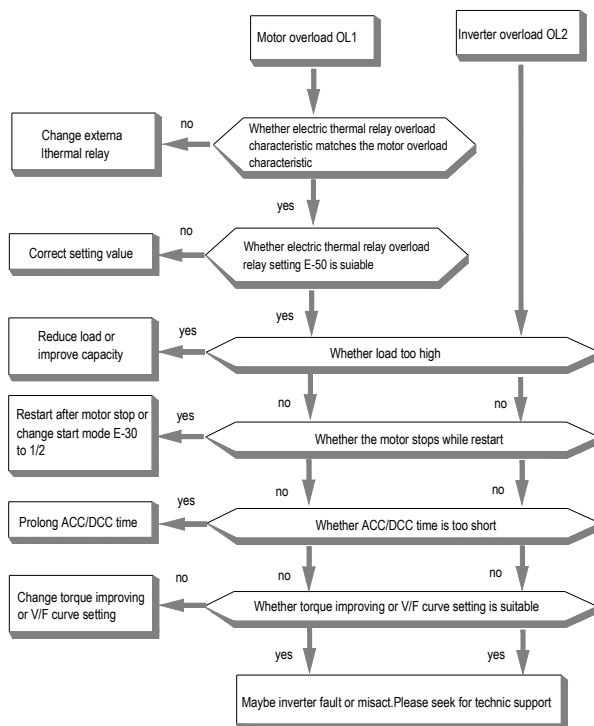 Motor overload OL1
Inverter overload OL2
no
Change externa
lthermal relay
Whether electric thermal relay overload
characteristic matches the motor overload
characteristic
yes
no
Correct setting value
Whether electric thermal relay overload
relay setting E-50 is suiable
yes
Reduce load or
improve capacity
yes
Whether load too high
no
no
Restart after motor stop or
change start mode E-30
to 1/2
yes
Whether the motor stops while restart
no
no
Prolong ACC/DCC time
yes
Whether ACC/DCC time is too short
no
no
Change torque improving
or V/F curve setting
no
Whether torque improving or V/F curve setting is suitable
yes
yes
Maybe inverter fault or misact.Please seek for technic support